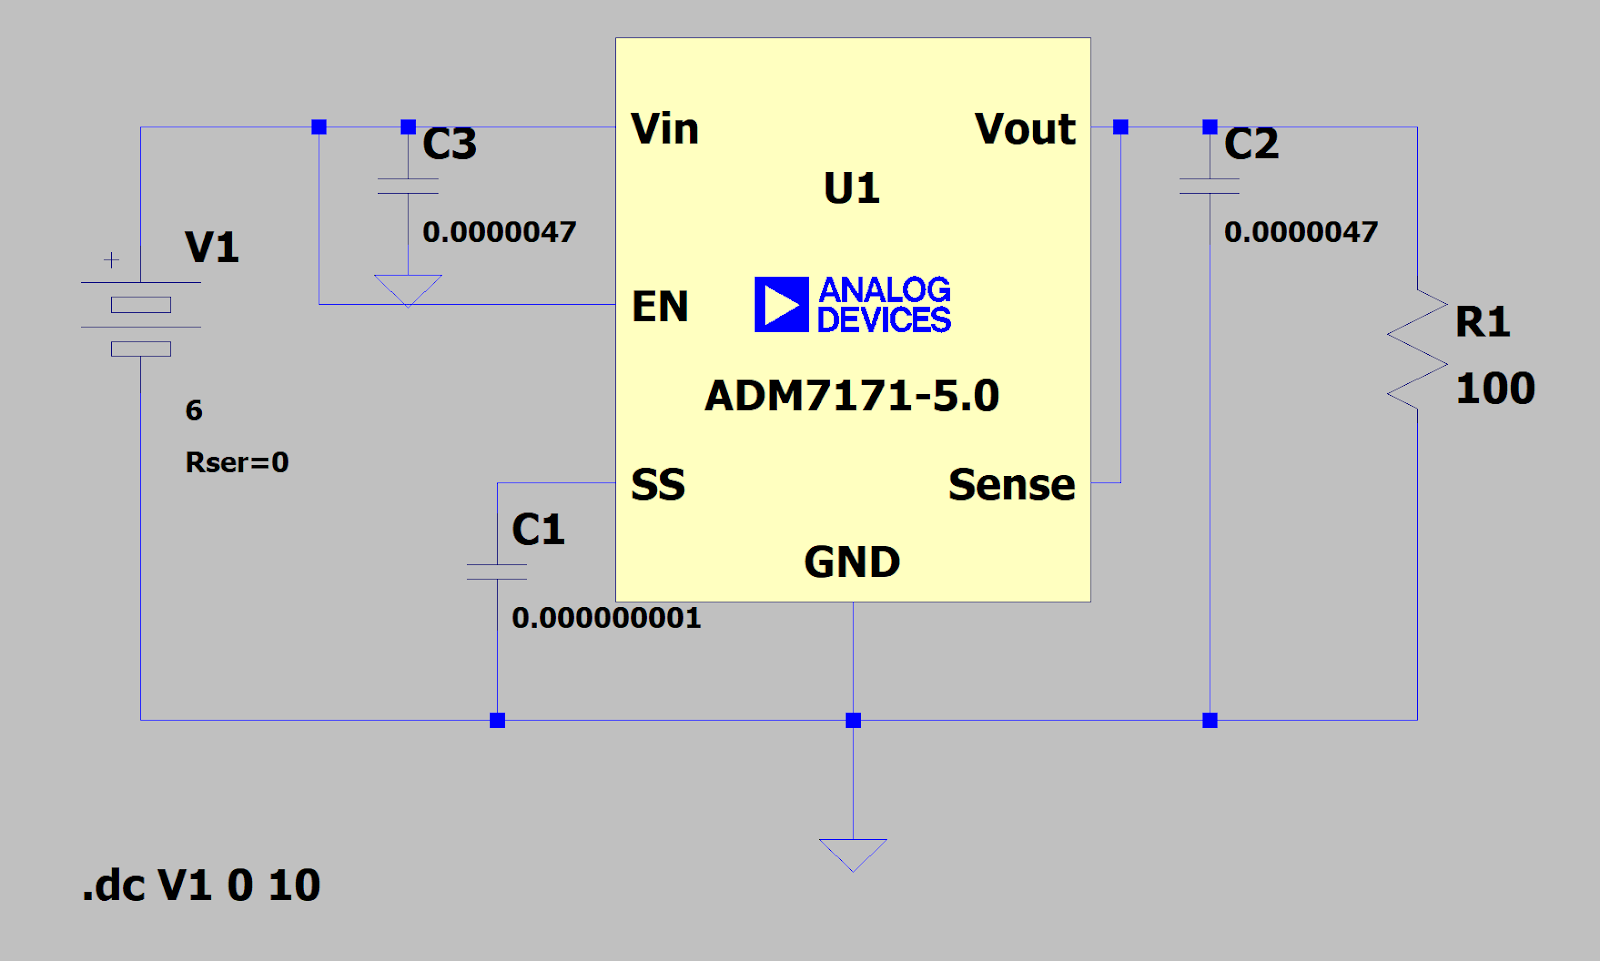 Vin
Vout
C3
C2
U1
0.0000047
0.0000047
+
V1
EN
ANALOG
DEVICES
R1
ADM7171-5.0
100
6
Rser=0
SS
Sense
C1
GND
0.000000001
.dc V1 0 10